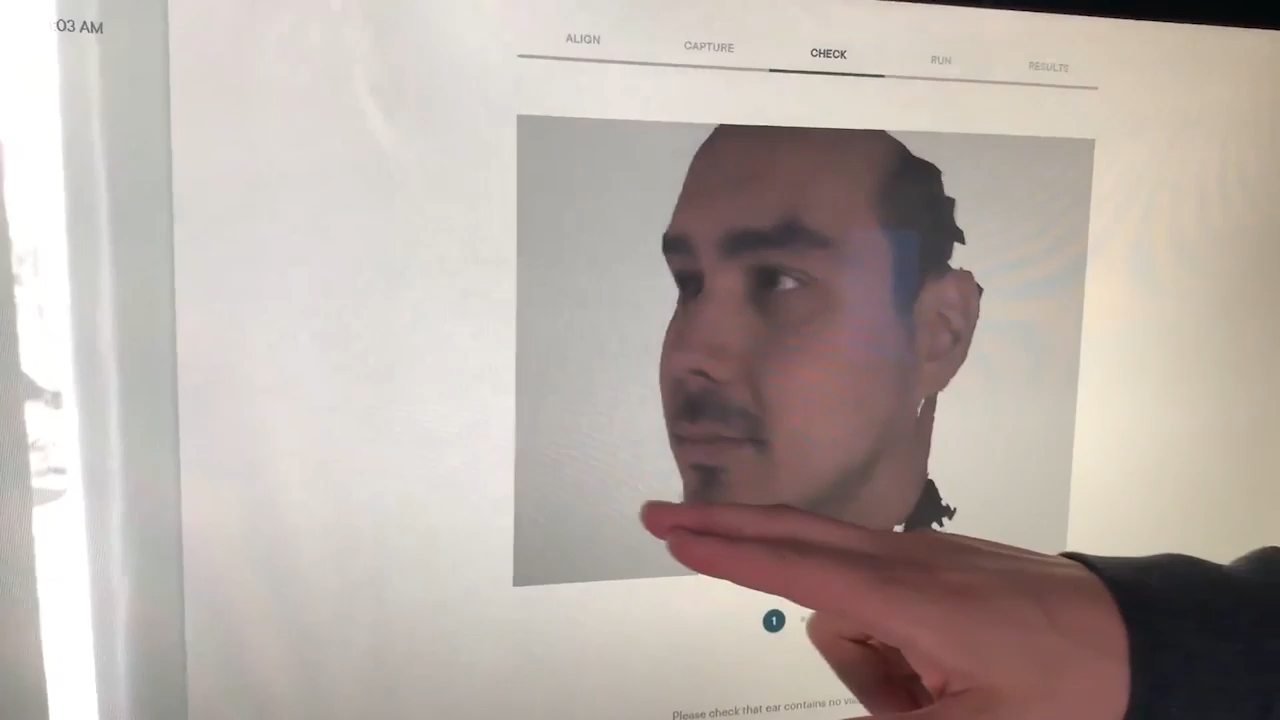 :03 AM
ALIGN
CAPTURE
CHECK
RUN
RESULTS
1
Please check that ear contains no